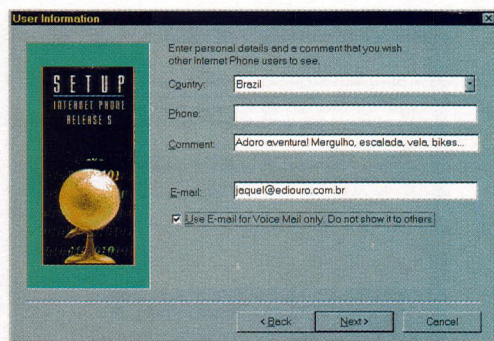 User Information
SETUP
INTERNET PHONE
RELEASE 5
Enter personal details and a comment that you wish
other Internet Phone users to see.
Country:
Brazil
Phone:
Comment:
Adoro aventura! Mergulho, escalada, vela, bikes...
E-mail:
jaquel@ediouro.com.br
Use E-mail for Voice Mail only. Do not show it to others.
< Back
Next >
Cancel